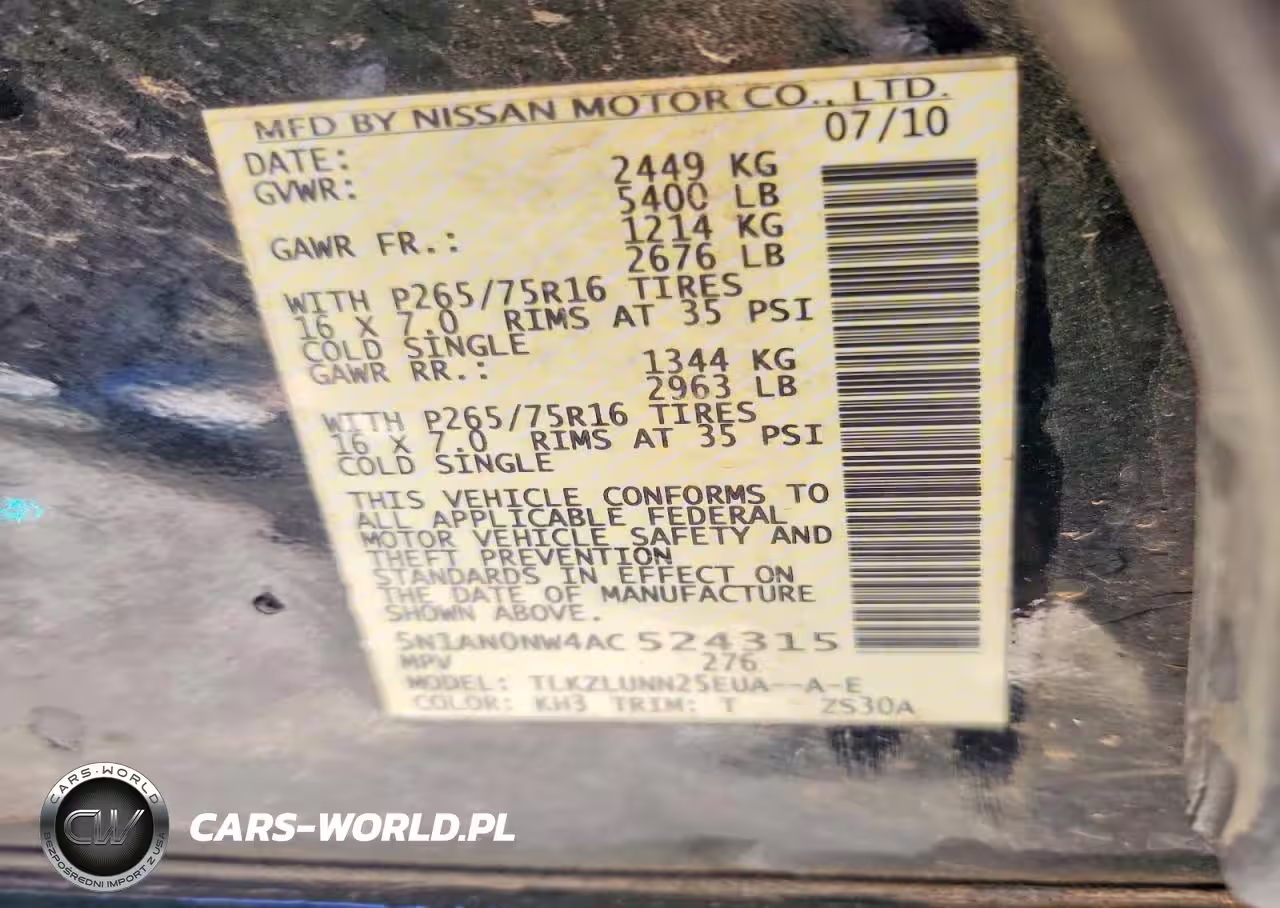 MFD BY NISSAN MOTOR CO., LTD.
DATE: 07/10
GVWR: 2449 KG
5400 LB
GAWR FR.: 1214 KG
2676 LB
WITH P265/75R16 TIRES
16 X 7.0 RIMS AT 35 PSI
COLD SINGLE
GAWR RR.: 1344 KG
2963 LB
WITH P265/75R16 TIRES
16 X 7.0 RIMS AT 35 PSI
COLD SINGLE
THIS VEHICLE CONFORMS TO
ALL APPLICABLE FEDERAL
MOTOR VEHICLE SAFETY AND
THEFT PREVENTION
STANDARDS IN EFFECT ON
THE DATE OF MANUFACTURE
SHOWN ABOVE.
5N1AN0NW4AC524315
MPV 276
MODEL: TLKZLUNN25EUA--A-E
COLOR: KH3 TRIM: T ZS30A
CARS-WORLD
CW
BEZPOŚREDNI IMPORT Z USA
CARS-WORLD.PL